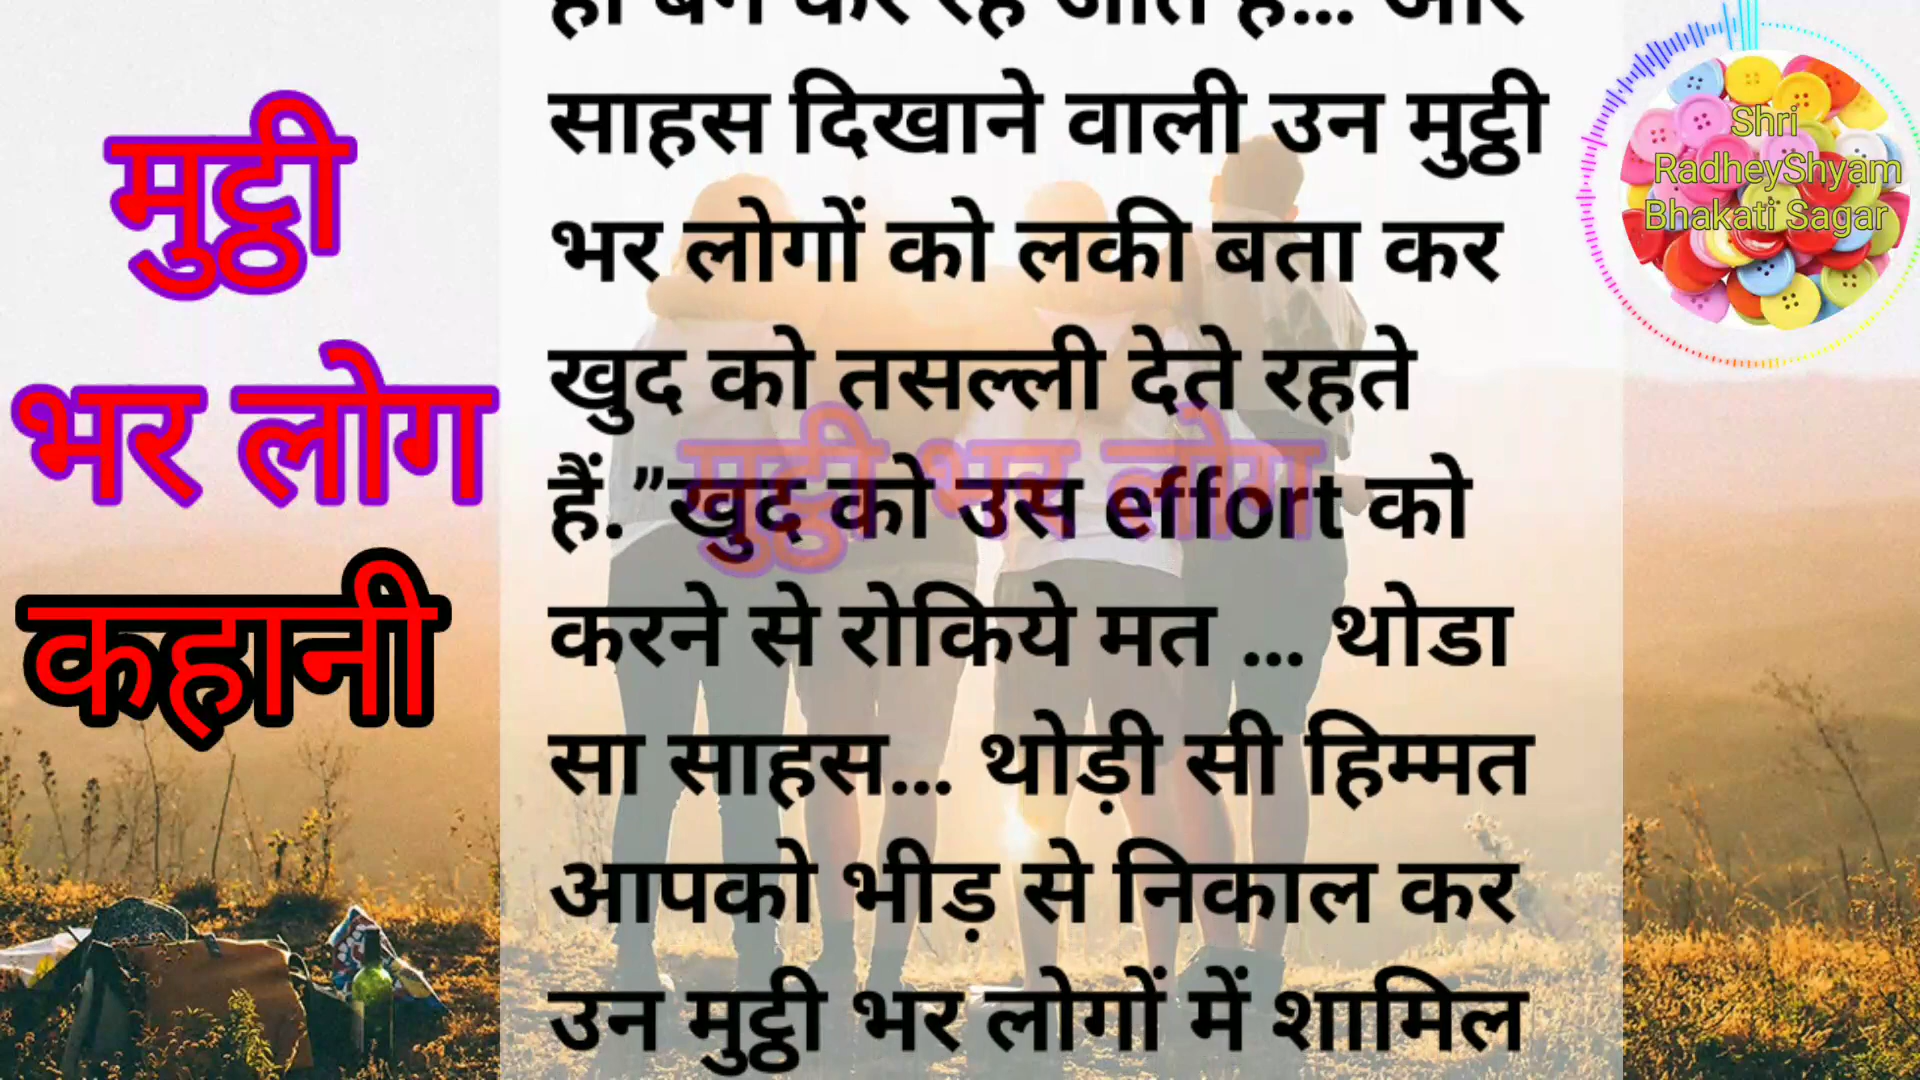 मुट्ठी
भर लोग
कहानी
साहस दिखाने वाली उन मुट्ठी
भर लोगों को लकी बता कर
खुद को तसल्ली देते रहते
हैं.”खुद को उस effort को
करने से रोकिये मत ... थोडा
सा साहस... थोड़ी सी हिम्मत
आपको भीड़ से निकाल कर
उन मुट्ठी भर लोगों में शामिल
मुट्ठी भर लोग
Shri
RadheyShyam
Bhakati Sagar